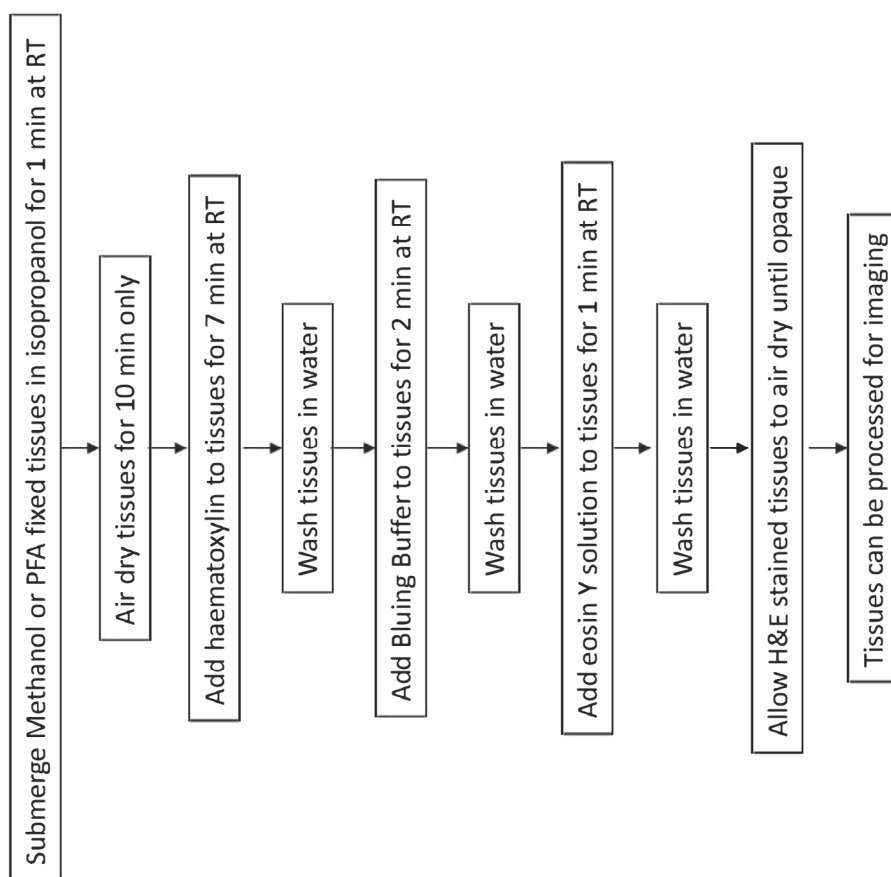 Submerge Methanol or PFA fixed tissues in isopropanol for 1 min at RT
Air dry tissues for 10 min only
Add haematoxylin to tissues for 7 min at RT
Wash tissues in water
Add Bluing Buffer to tissues for 2 min at RT
Wash tissues in water
Add eosin Y solution to tissues for 1 min at RT
Wash tissues in water
Allow H&E stained tissues to air dry until opaque
Tissues can be processed for imaging